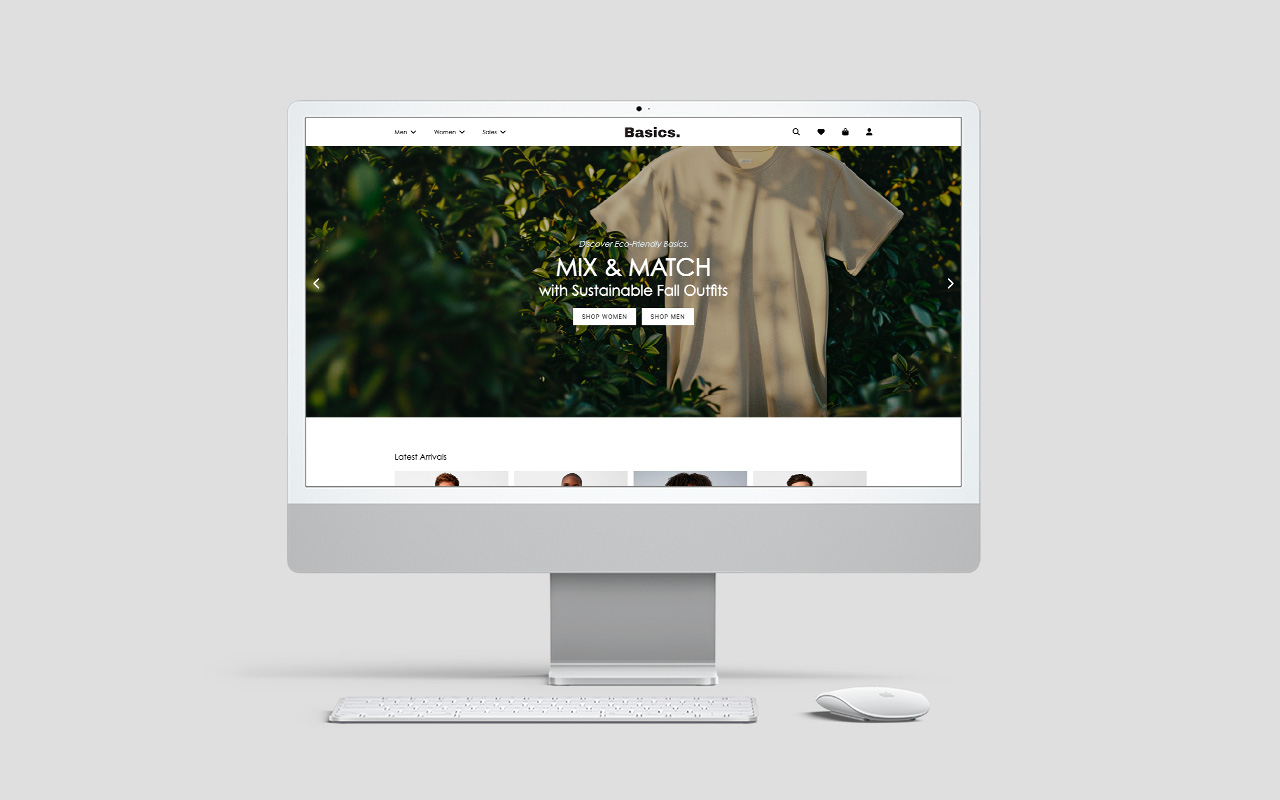 Men
Women
Sales
Basics.
Discover Eco-Friendly Basics.
MIX & MATCH
with Sustainable Fall Outfits
SHOP WOMEN
SHOP MEN
Latest Arrivals